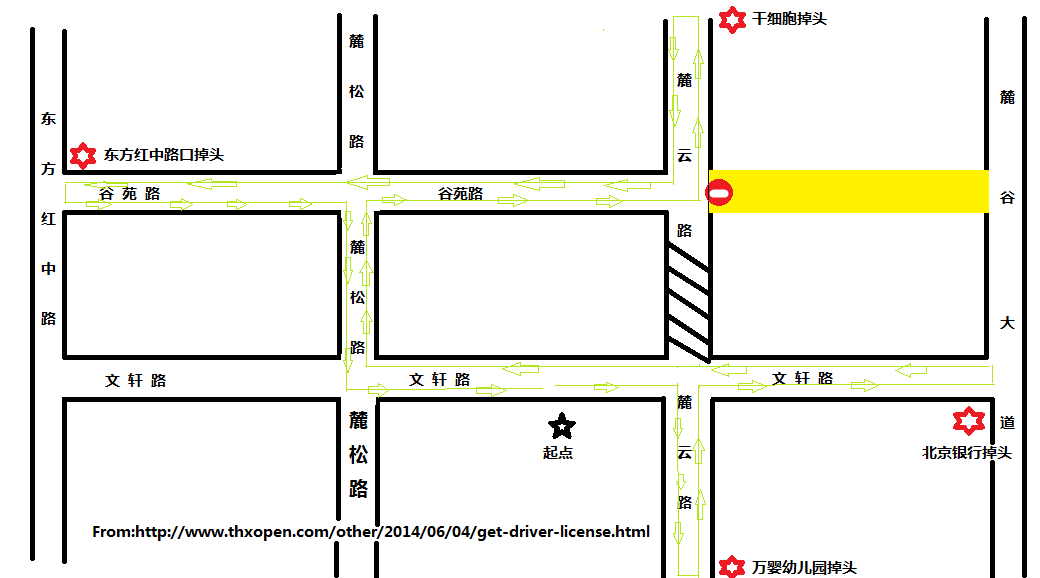 干细胞掉头
麓松路
麓云路
麓谷大道
东方红中路
东方红中路口掉头
谷苑路
谷苑路
麓松路
文轩路
文轩路
文轩路
麓松路
麓云路
起点
北京银行掉头
From:http://www.thxopen.com/other/2014/06/04/get-driver-license.html
万婴幼儿园掉头